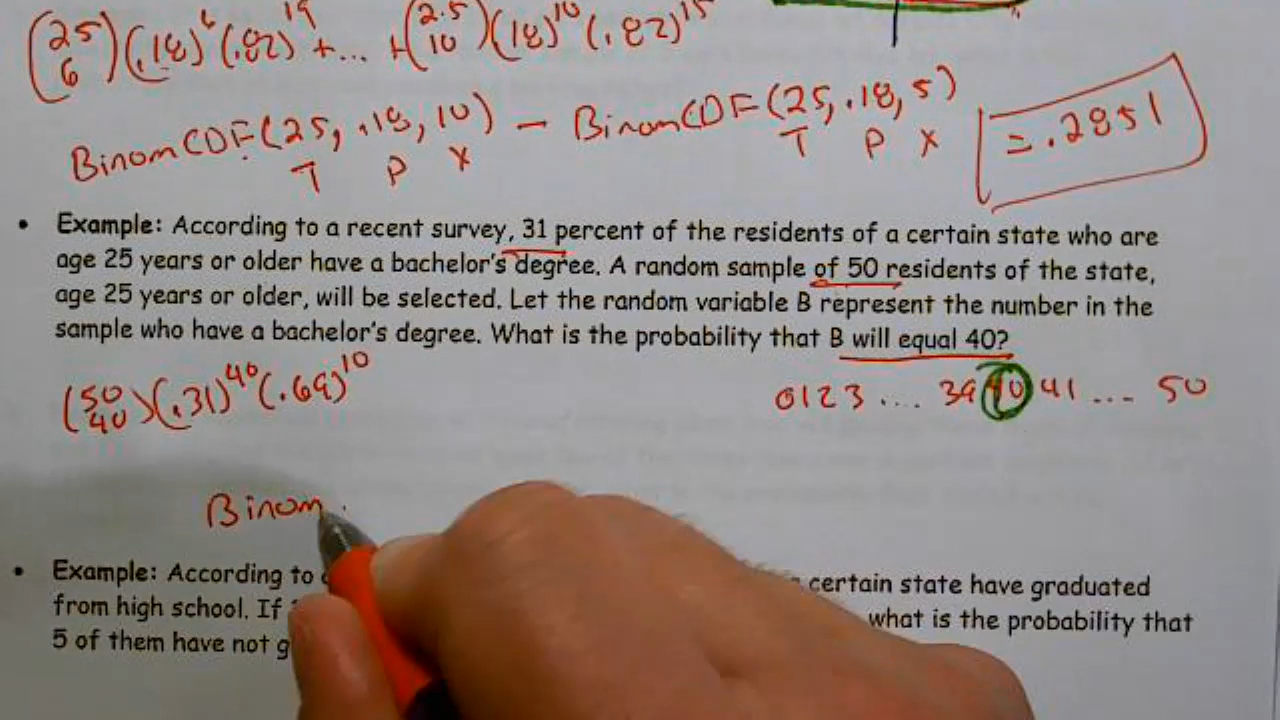 (25 6)(.18)^6(.82)^19 + ... + (2.5 10)(18)^10(.82)^15
BinomCDF(25, .18, 10) - BinomCDF(25, .18, 5) = .2851
T P X T P X
• Example: According to a recent survey, 31 percent of the residents of a certain state who are
age 25 years or older have a bachelor's degree. A random sample of 50 residents of the state,
age 25 years or older, will be selected. Let the random variable B represent the number in the
sample who have a bachelor's degree. What is the probability that B will equal 40?
(50 40)(.31)^40(.69)^10
0 1 2 3 .... 39 40 41 .... 50
Binom
• Example: According to certain state have graduated
from high school. If what is the probability that
5 of them have not